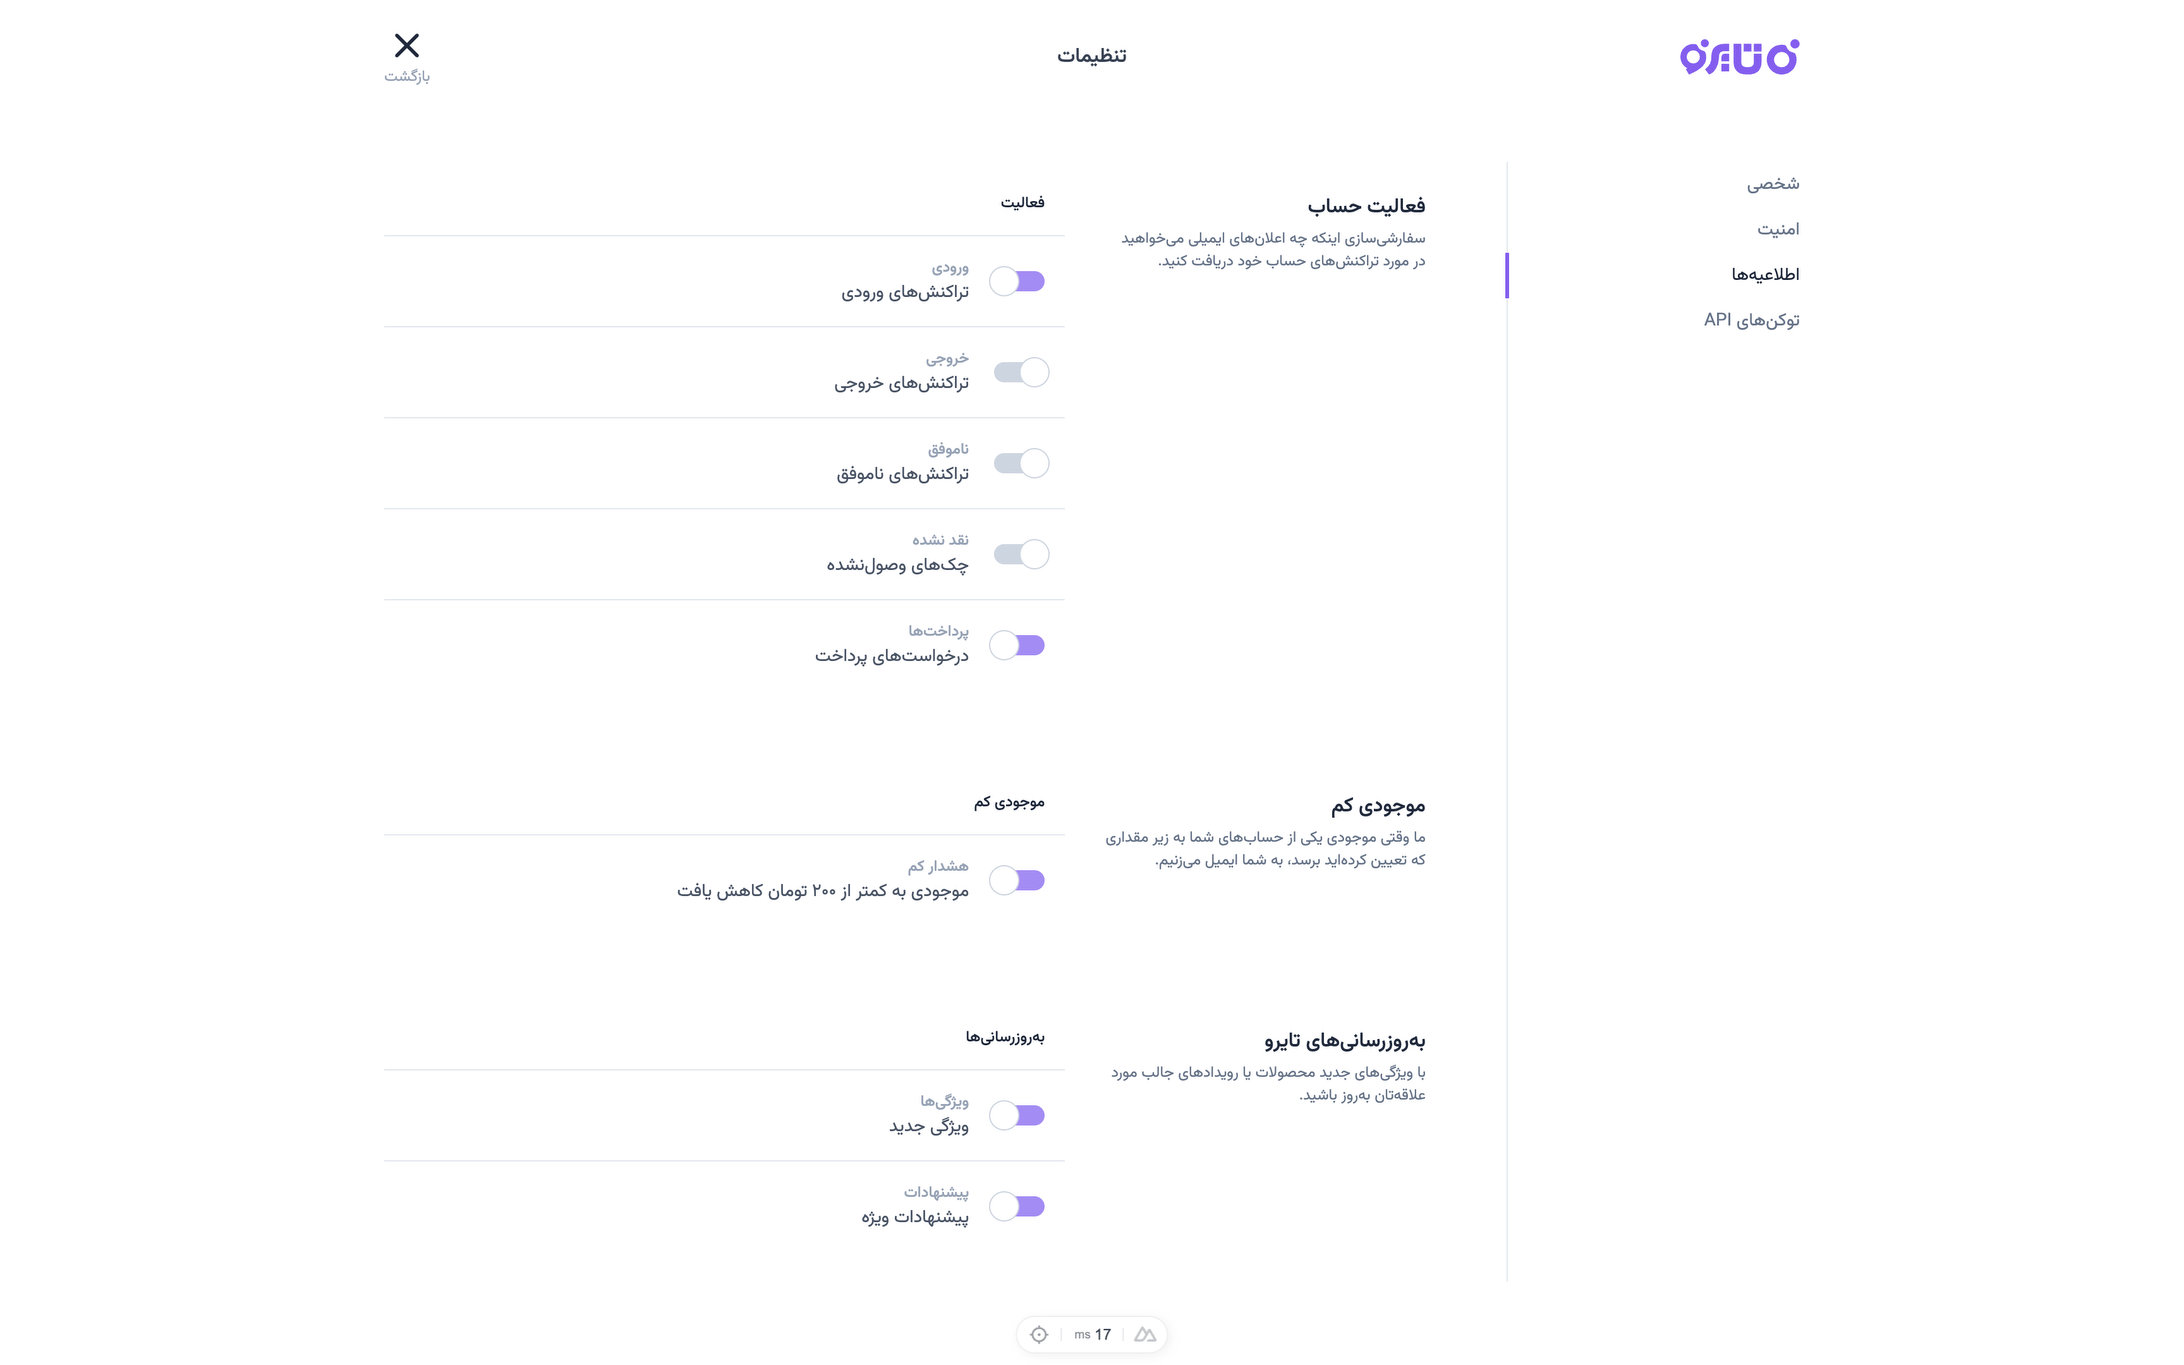 تایرو
تنظیمات
بازگشت
شخصی
امنیت
اطلاعیه‌ها
توکن‌های API
فعالیت حساب
سفارشی‌سازی اینکه چه اعلان‌های ایمیلی می‌خواهید
در مورد تراکنش‌های حساب خود دریافت کنید.
فعالیت
ورودی
تراکنش‌های ورودی
خروجی
تراکنش‌های خروجی
ناموفق
تراکنش‌های ناموفق
نقد نشده
چک‌های وصول‌نشده
پرداخت‌ها
درخواست‌های پرداخت
موجودی کم
ما وقتی موجودی یکی از حساب‌های شما به زیر مقداری
که تعیین کرده‌اید برسد، به شما ایمیل می‌زنیم.
موجودی کم
هشدار کم
موجودی به کمتر از ۲۰۰ تومان کاهش یافت
به‌روزرسانی‌های تایرو
با ویژگی‌های جدید محصولات یا رویدادهای جالب مورد
علاقه‌تان به‌روز باشید.
به‌روزرسانی‌ها
ویژگی‌ها
ویژگی جدید
پیشنهادات
پیشنهادات ویژه
17 ms